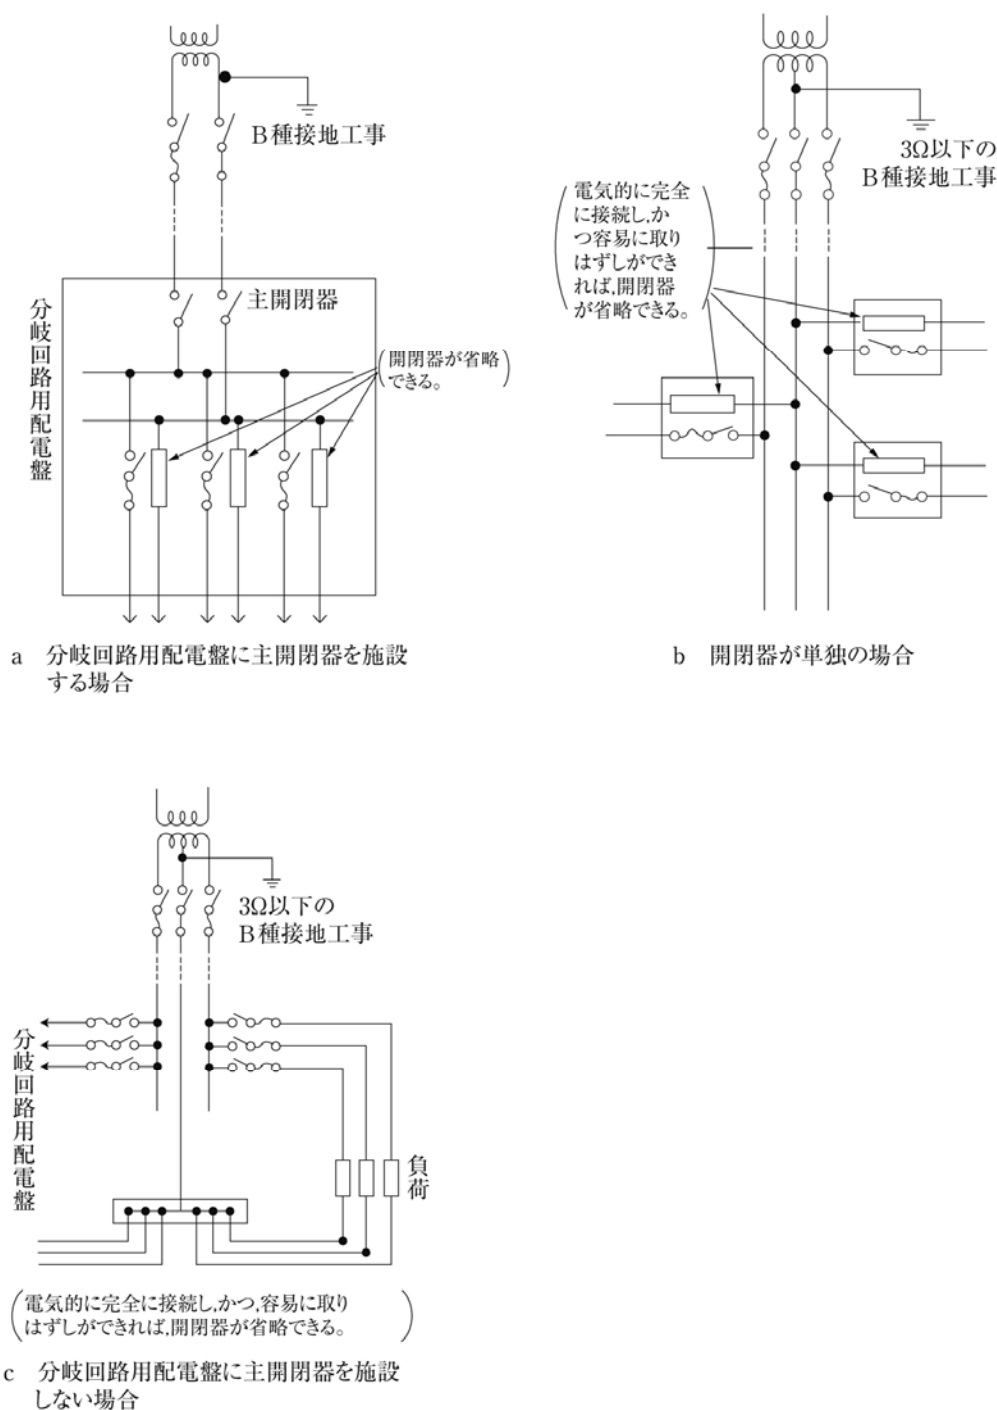 B種接地工事
主開閉器
分岐回路用配電盤
(開閉器が省略
できる。)
a 分岐回路用配電盤に主開閉器を施設
する場合
3Ω以下の
B種接地工事
(電気的に完全
に接続し,か
つ容易に取り
はずしができ
れば,開閉器
が省略できる。)
b 開閉器が単独の場合
3Ω以下の
B種接地工事
分岐回路用配電盤
負荷
(電気的に完全に接続し,かつ,容易に取り
はずしができれば,開閉器が省略できる。)
c 分岐回路用配電盤に主開閉器を施設
しない場合